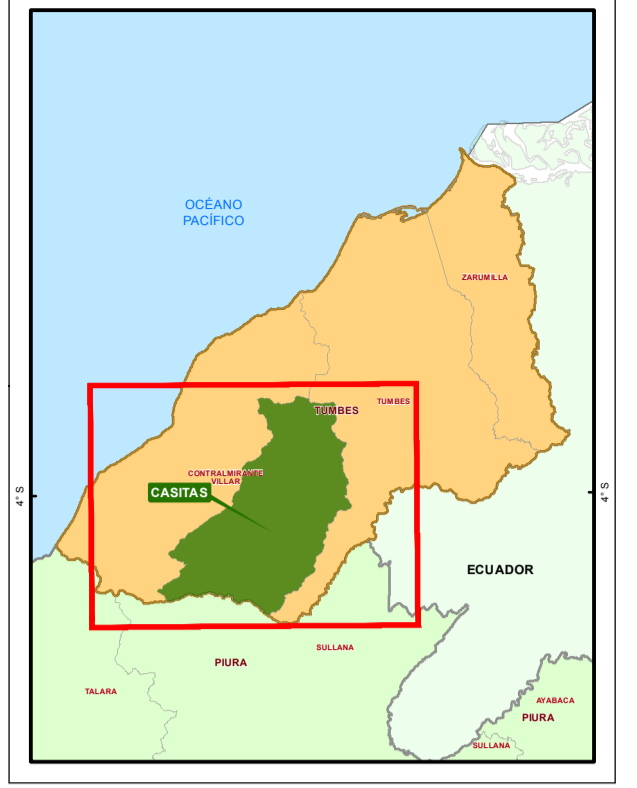 OCÉANO
PACÍFICO
ZARUMILLA
TUMBES
TUMBES
CONTRALMIRANTE
VILLAR
CASITAS
4° S
4° S
ECUADOR
SULLANA
PIURA
TALARA
AYABACA
PIURA
SULLANA